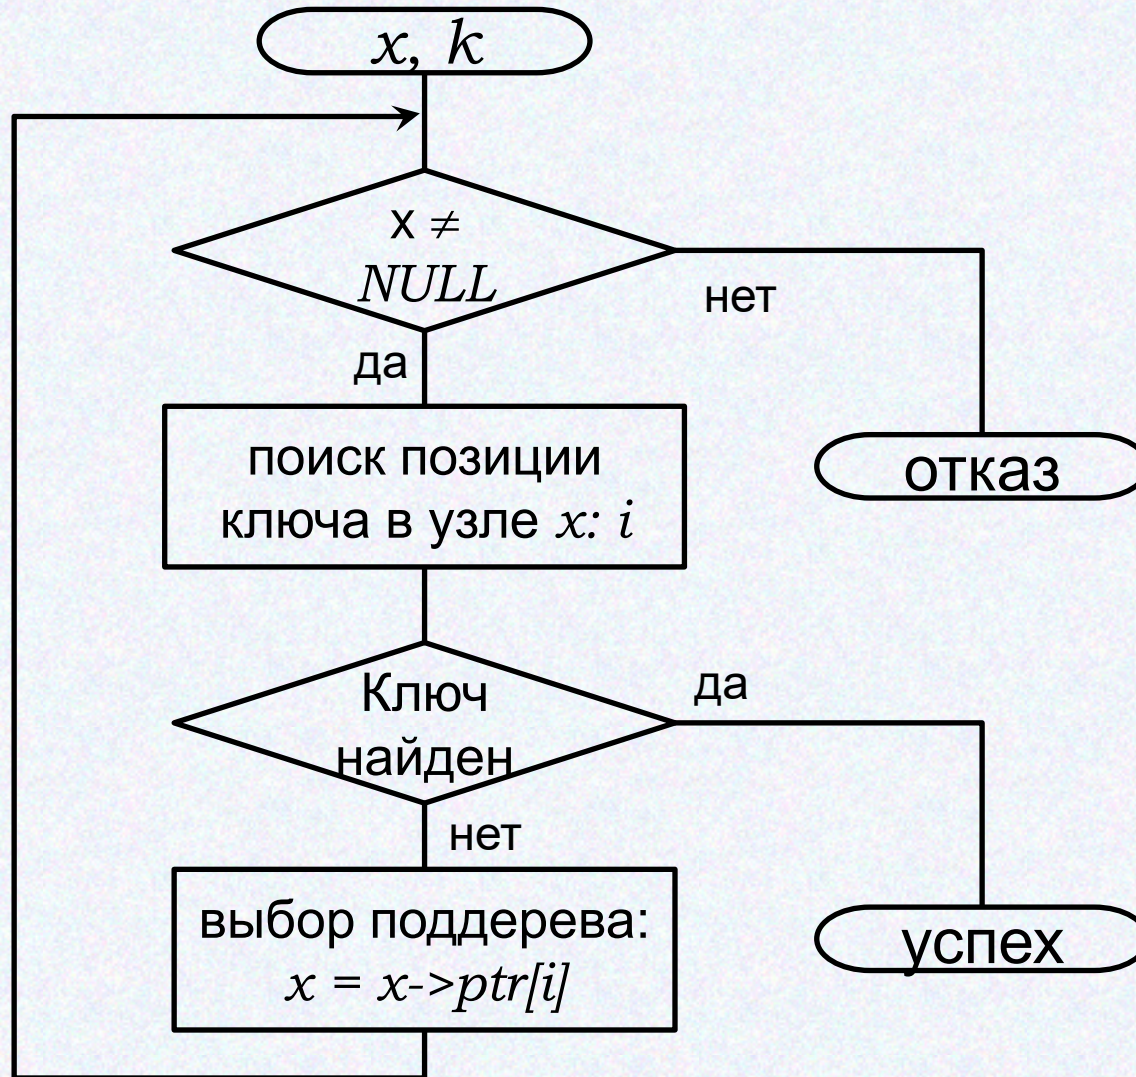 x, k
x ≠
NULL
нет
да
поиск позиции
ключа в узле x: i
отказ
Ключ
найден
да
нет
выбор поддерева:
x = x->ptr[i]
успех